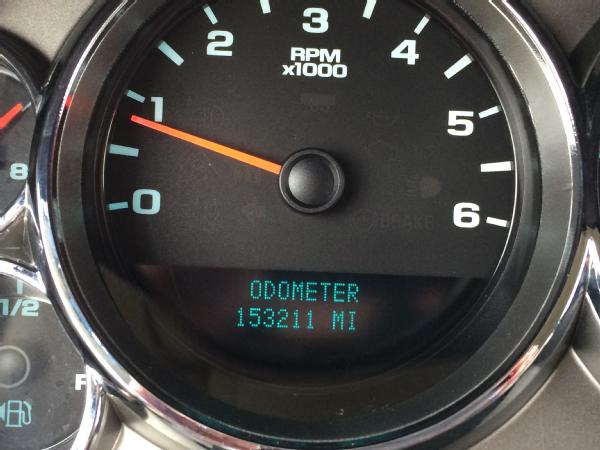 3
2
4
RPM
x1000
1
5
8
0
6
BRAKE
1/2
ODOMETER
153211 MI
F